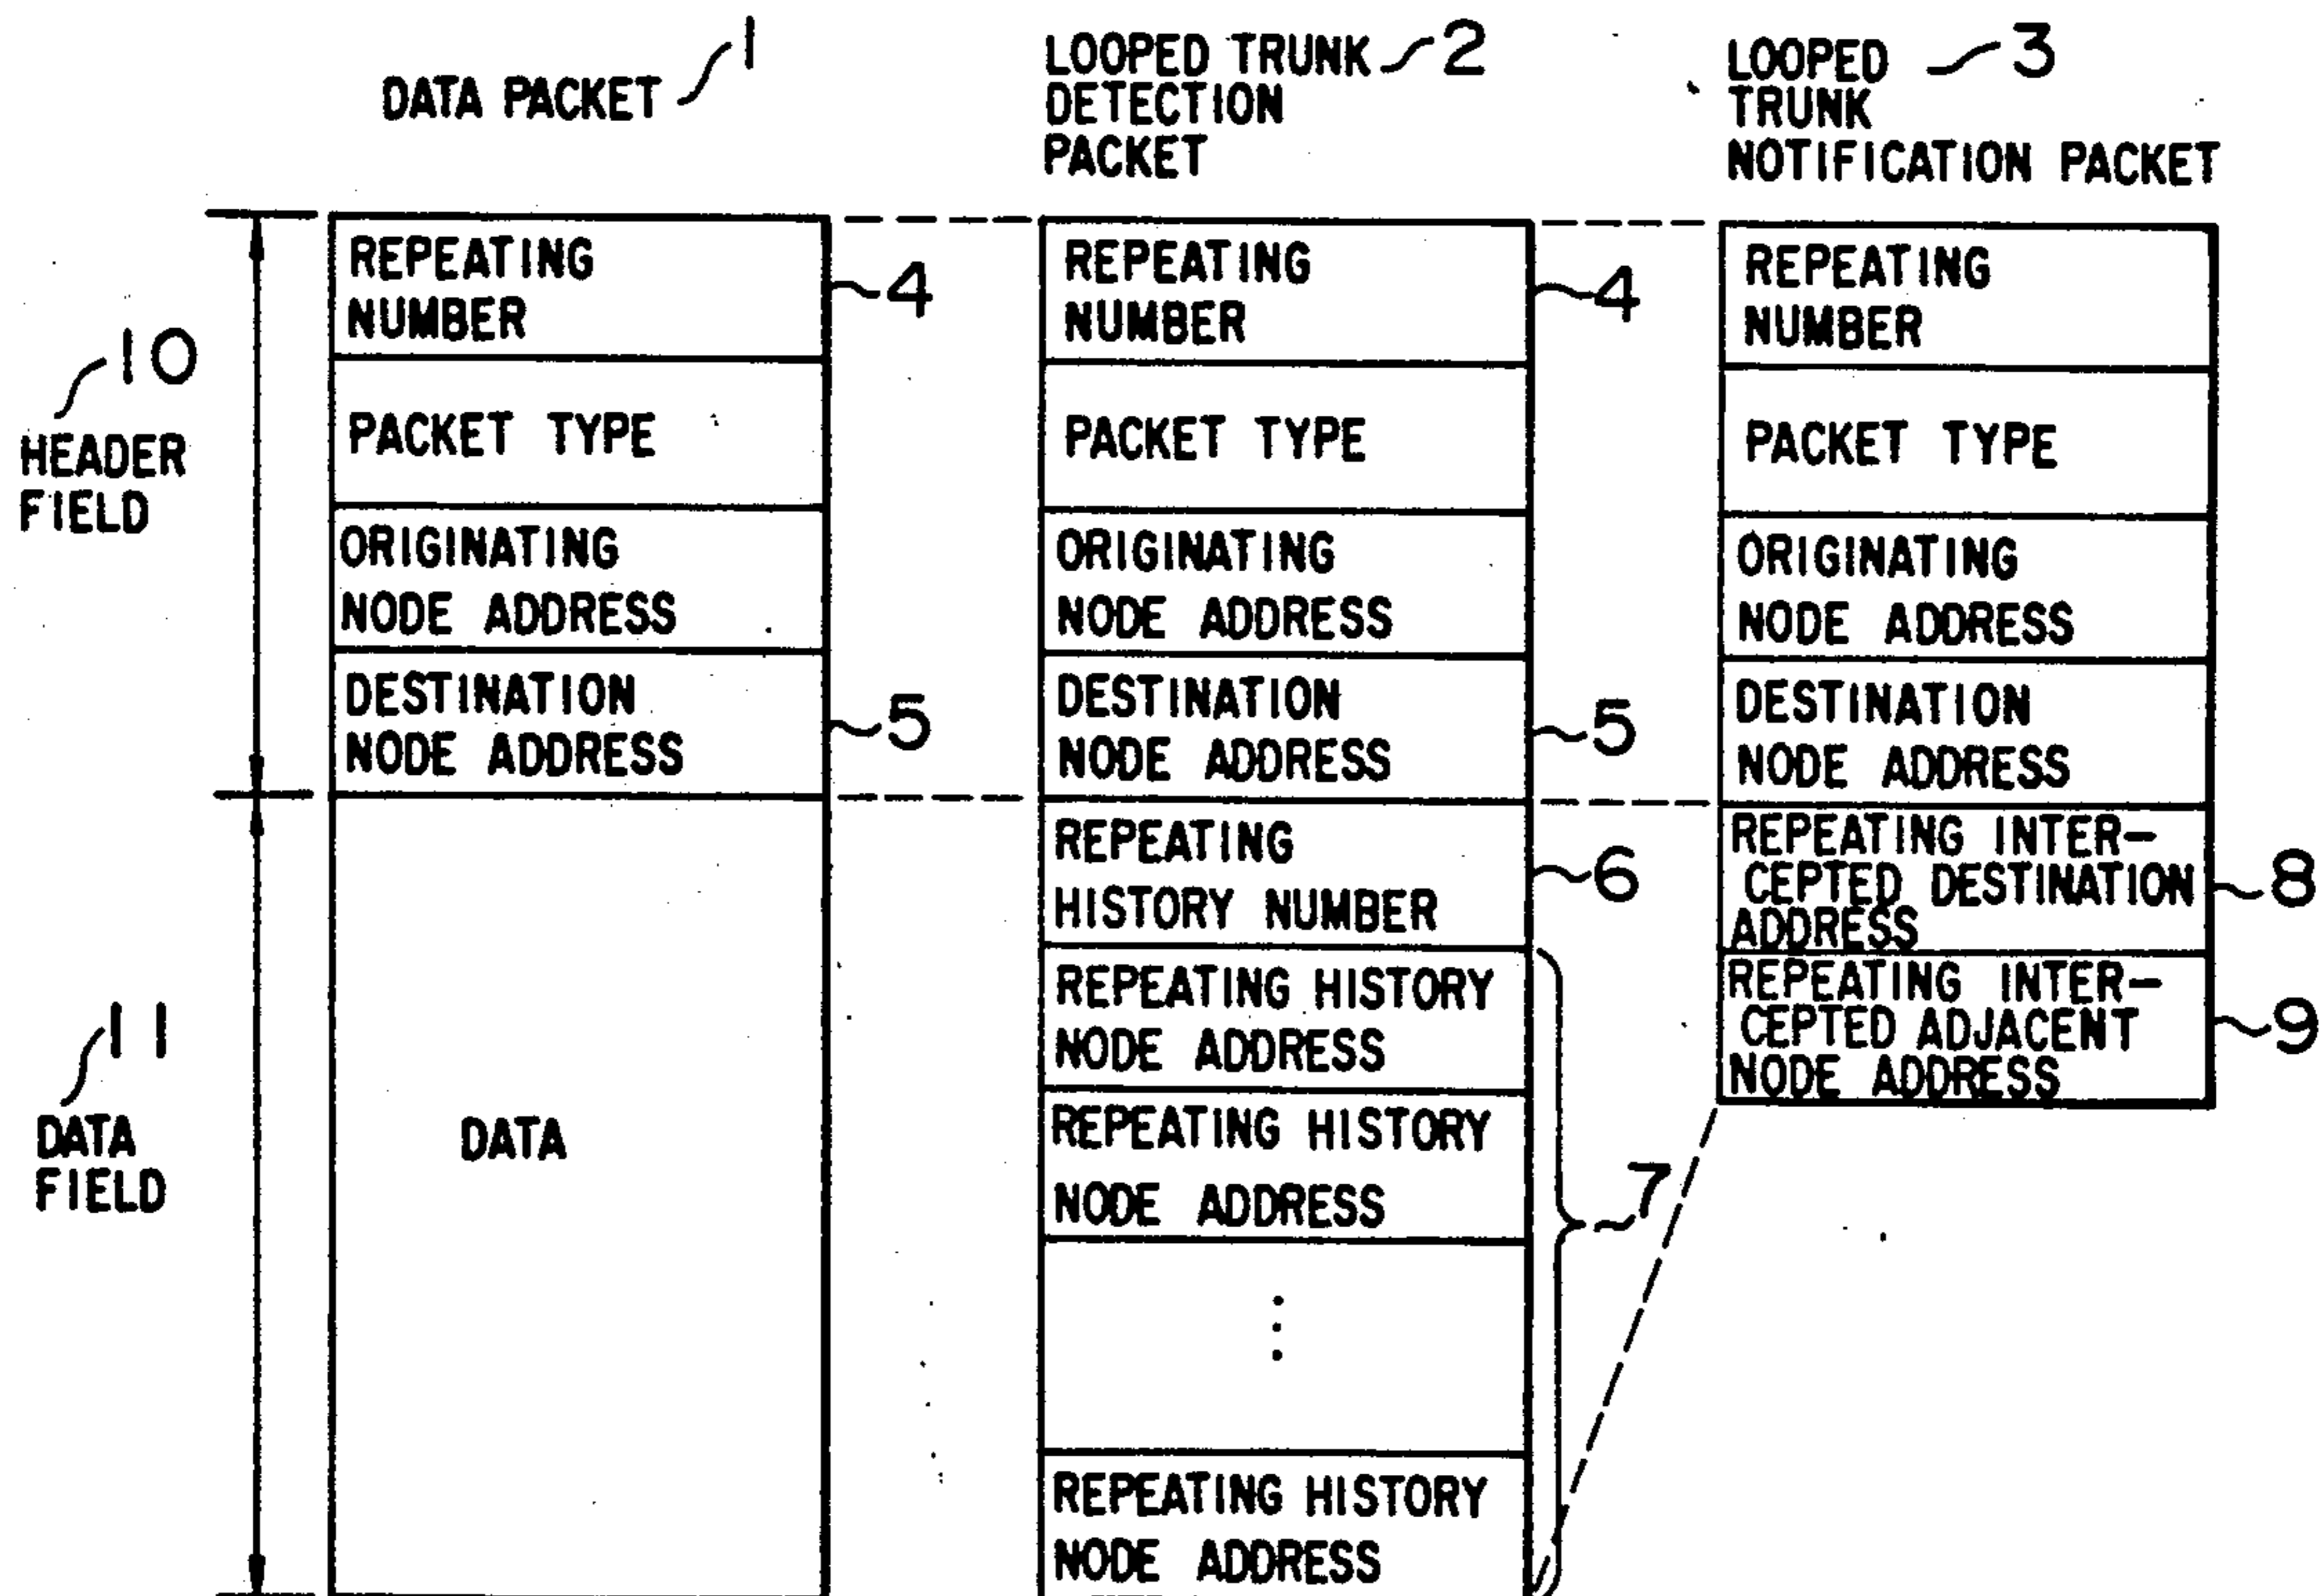 DATA PACKET 1
LOOPED TRUNK 2
DETECTION
PACKET
LOOPED 3
TRUNK
NOTIFICATION PACKET
10
HEADER
FIELD
11
DATA
FIELD
REPEATING
NUMBER
4
PACKET TYPE
ORIGINATING
NODE ADDRESS
DESTINATION
NODE ADDRESS
5
DATA
REPEATING
NUMBER
4
PACKET TYPE
ORIGINATING
NODE ADDRESS
DESTINATION
NODE ADDRESS
5
REPEATING
HISTORY NUMBER
6
REPEATING HISTORY
NODE ADDRESS
REPEATING HISTORY
NODE ADDRESS
7
⋮
REPEATING HISTORY
NODE ADDRESS
REPEATING
NUMBER
PACKET TYPE
ORIGINATING
NODE ADDRESS
DESTINATION
NODE ADDRESS
REPEATING INTER-
CEPTED DESTINATION
ADDRESS
8
REPEATING INTER-
CEPTED ADJACENT
NODE ADDRESS
9